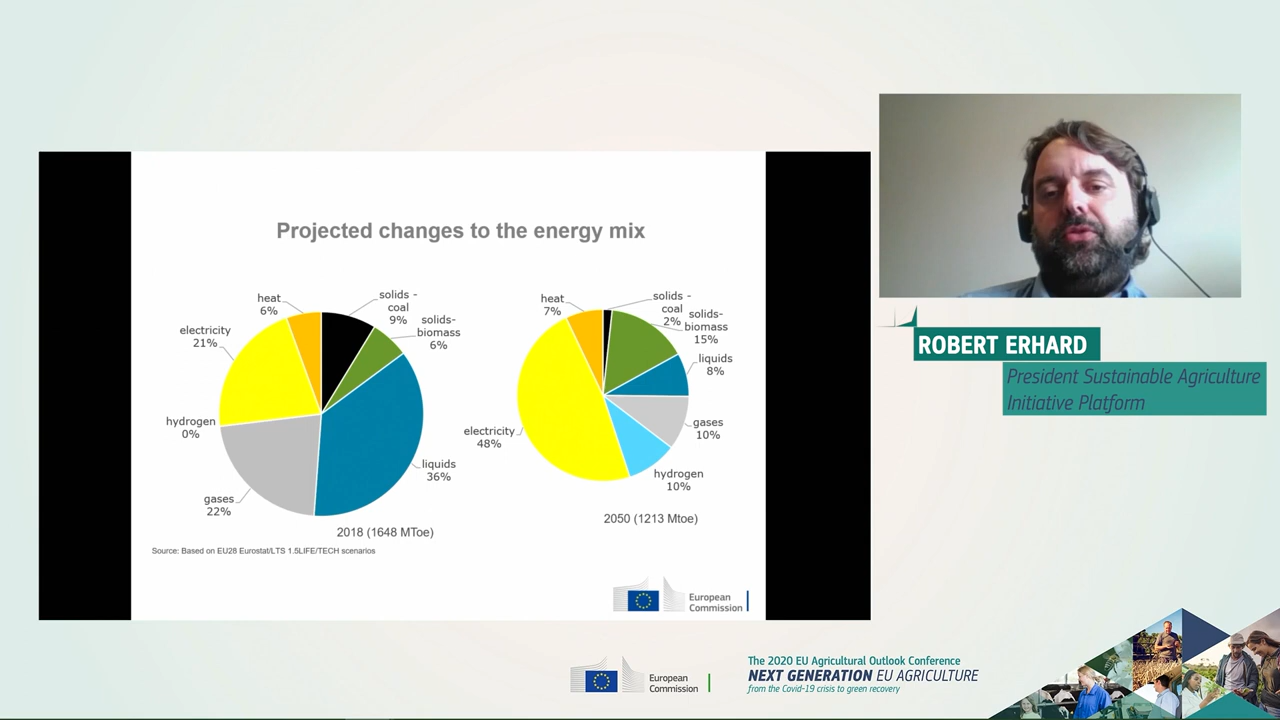 Projected changes to the energy mix
heat
6%
solids -
coal
9%
solids-
biomass
6%
electricity
21%
hydrogen
0%
liquids
36%
gases
22%
2018 (1648 MToe)
heat
7%
solids -
coal
2%
solids-
biomass
15%
liquids
8%
gases
10%
electricity
48%
hydrogen
10%
2050 (1213 Mtoe)
Source: Based on EU28 Eurostat/LTS 1.5LIFE/TECH scenarios
European
Commission
ROBERT ERHARD
President Sustainable Agriculture
Initiative Platform
European
Commission
The 2020 EU Agricultural Outlook Conference
NEXT GENERATION EU AGRICULTURE
from the Covid-19 crisis to green recovery